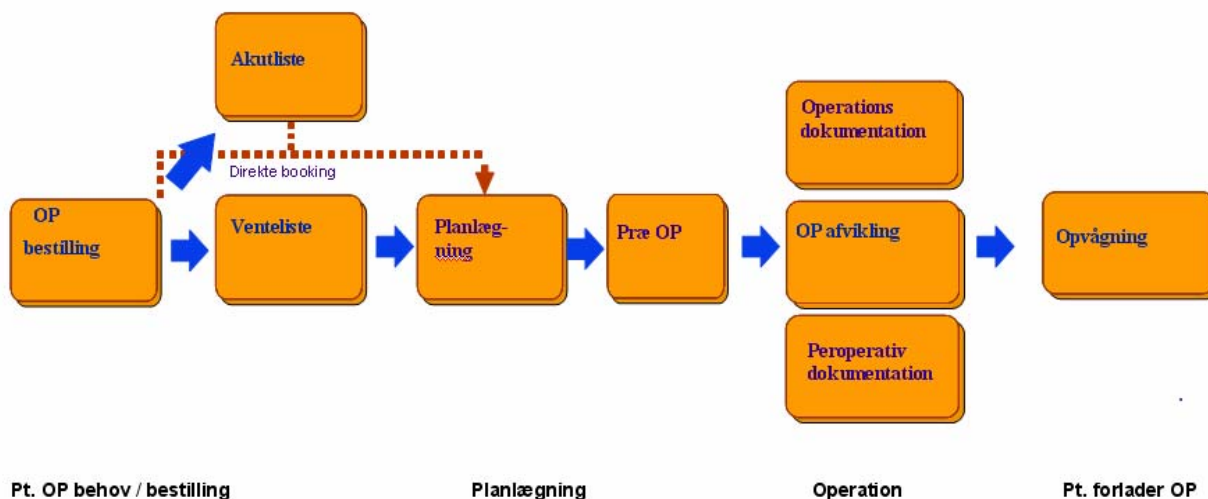 Akutliste
Operations
dokumentation
Direkte booking
OP
bestilling
Venteliste
Planlæg-
ning
Præ OP
OP afvikling
Opvågning
Peroperativ
dokumentation
Pt. OP behov / bestilling
Planlægning
Operation
Pt. forlader OP